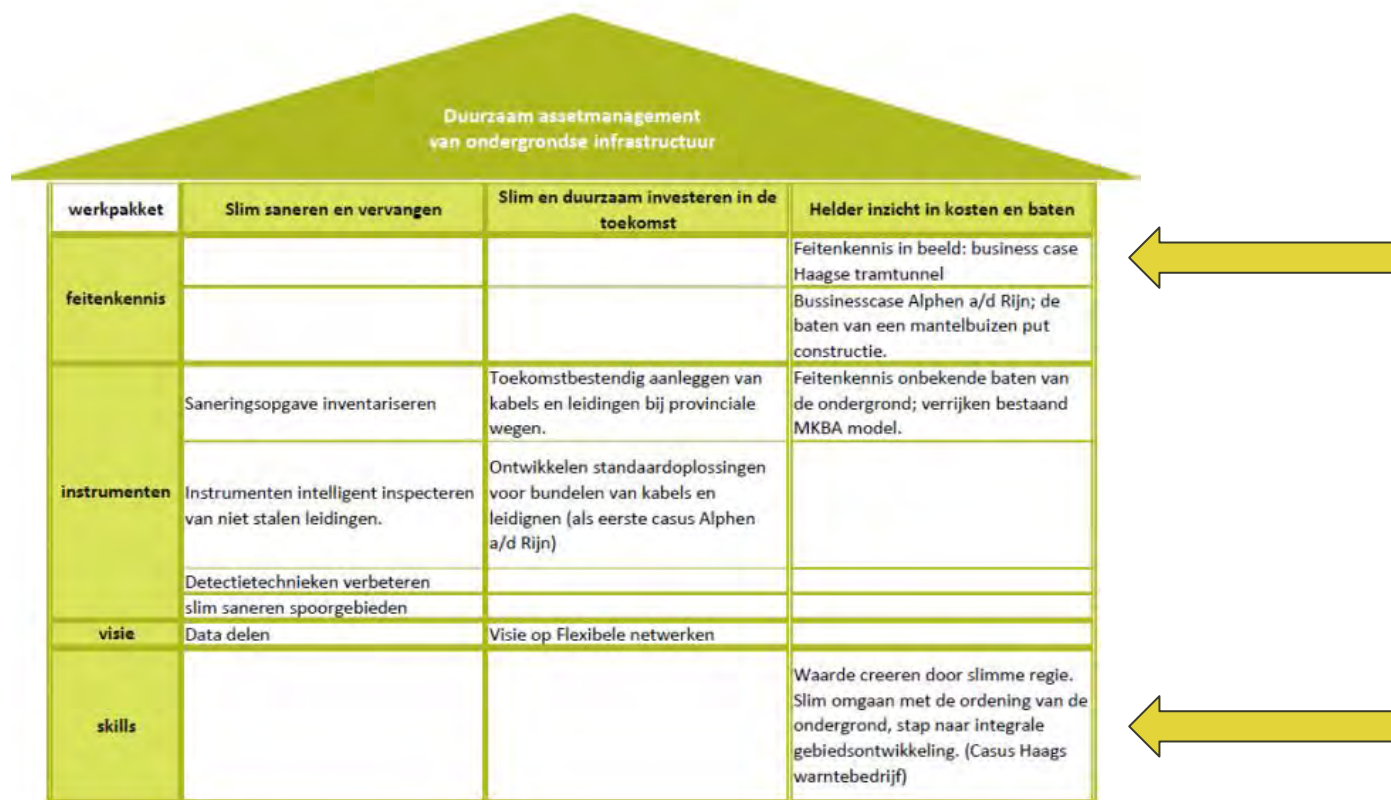 Duurzaam assetmanagement
van ondergrondse infrastructuur
werkpakket
Slim saneren en vervangen
Slim en duurzaam investeren in de
toekomst
Helder inzicht in kosten en baten
feitenkennis
Feitenkennis in beeld: business case
Haagse tramtunnel
Bussinesscase Alphen a/d Rijn; de
baten van een mantelbuizen put
constructie.
instrumenten
Saneringsopgave inventariseren
Toekomstbestendig aanleggen van
kabels en leidingen bij provinciale
wegen.
Feitenkennis onbekende baten van
de ondergrond; verrijken bestaand
MKBA model.
Instrumenten intelligent inspecteren
van niet stalen leidingen.
Ontwikkelen standaardoplossingen
voor bundelen van kabels en
leidignen (als eerste casus Alphen
a/d Rijn)
Detectietechnieken verbeteren
slim saneren spoorgebieden
visie
Data delen
Visie op Flexibele netwerken
skills
Waarde creeren door slimme regie.
Slim omgaan met de ordening van de
ondergrond, stap naar integrale
gebiedsontwikkeling. (Casus Haags
warntebedrijf)